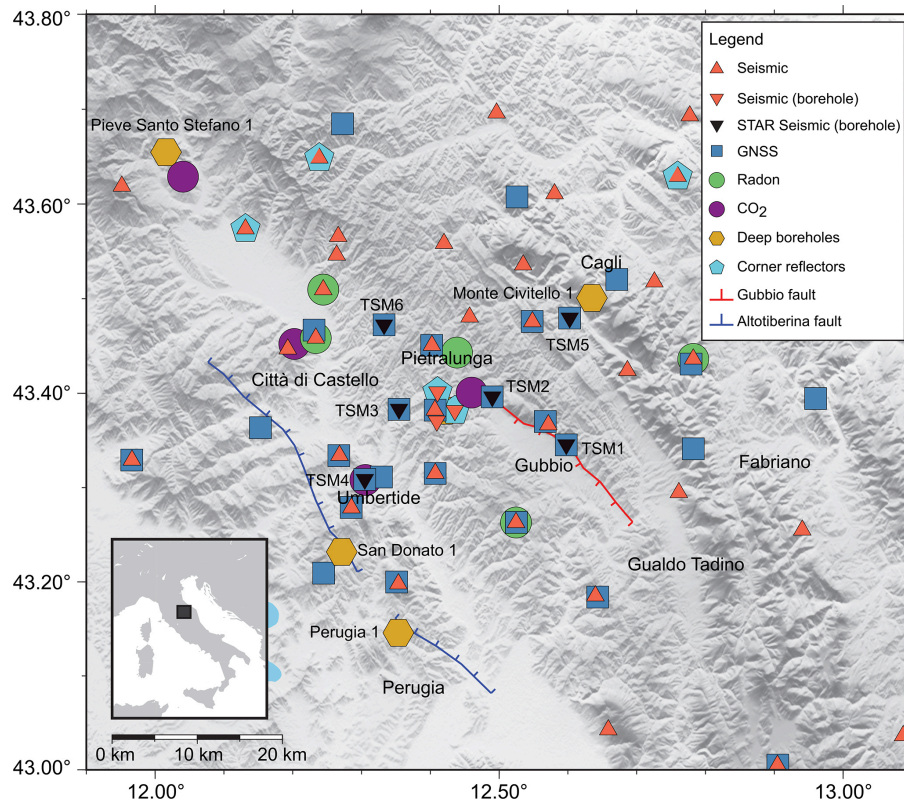 43.80°
43.60°
43.40°
43.20°
43.00°
12.00°
12.50°
13.00°
Legend
Seismic
Seismic (borehole)
STAR Seismic (borehole)
GNSS
Radon
CO2
Deep boreholes
Corner reflectors
Gubbio fault
Altotiberina fault
Pieve Santo Stefano 1
Cagli
Monte Civitello 1
TSM6
TSM5
Pietralunga
Città di Castello
TSM2
TSM3
TSM1
Gubbio
Fabriano
TSM4
Umbertide
San Donato 1
Gualdo Tadino
Perugia 1
Perugia
0 km
10 km
20 km